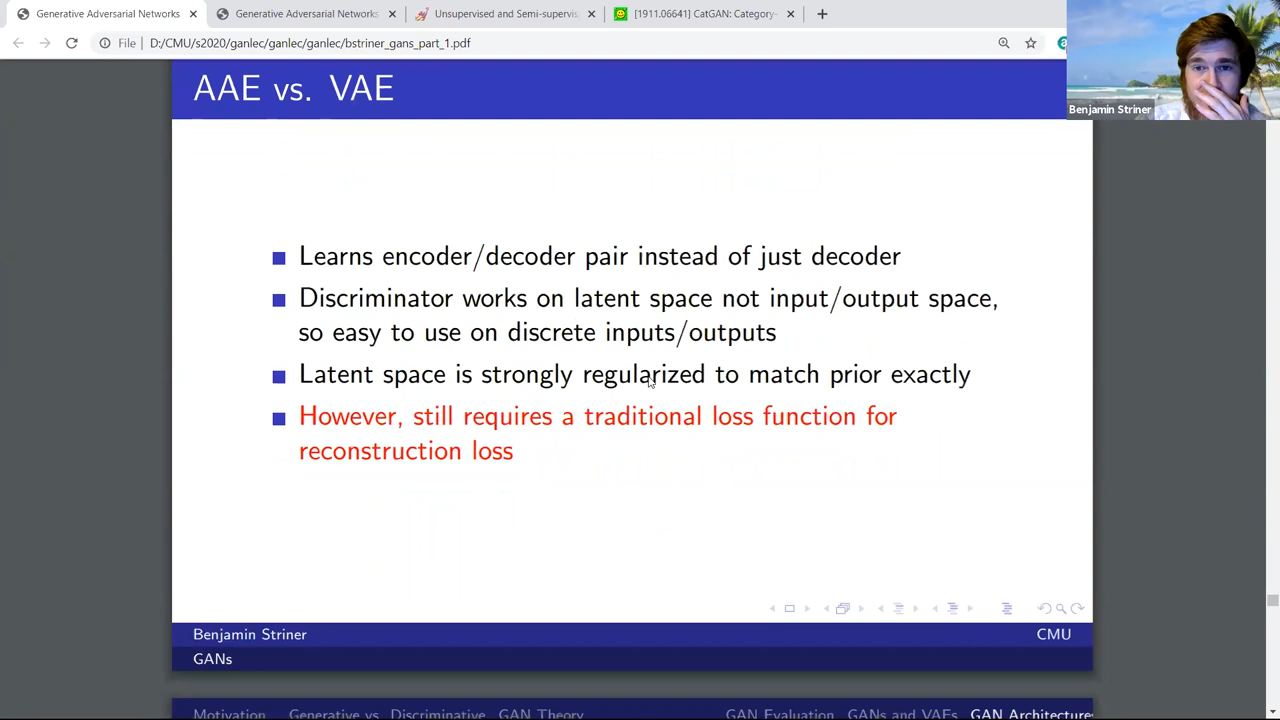 Generative Adversarial Networks
Generative Adversarial Networks
Unsupervised and Semi-supervis
[1911.06641] CatGAN: Category-
File
D:/CMU/s2020/ganlec/ganlec/ganlec/bstriner_gans_part_1.pdf
Benjamin Striner
AAE vs. VAE
Learns encoder/decoder pair instead of just decoder
Discriminator works on latent space not input/output space,
so easy to use on discrete inputs/outputs
Latent space is strongly regularized to match prior exactly
However, still requires a traditional loss function for
reconstruction loss
Benjamin Striner
CMU
GANs
Motivation Generative vs Discriminative GAN Theory GAN Evaluation GANs and VAEs GAN Architectures